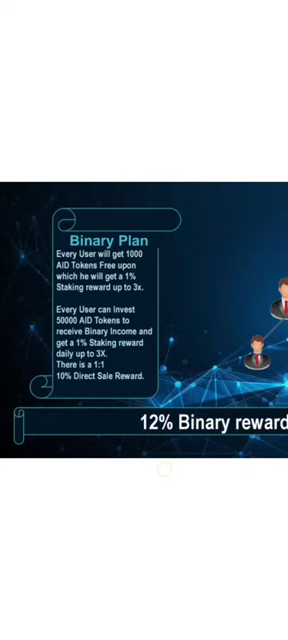 Binary Plan
Every User will get 1000
AID Tokens Free upon
which he will get a 1%
Staking reward up to 3x.
Every User can Invest
50000 AID Tokens to
receive Binary Income and
get a 1% Staking reward
daily up to 3X.
There is a 1:1
10% Direct Sale Reward.
12% Binary reward